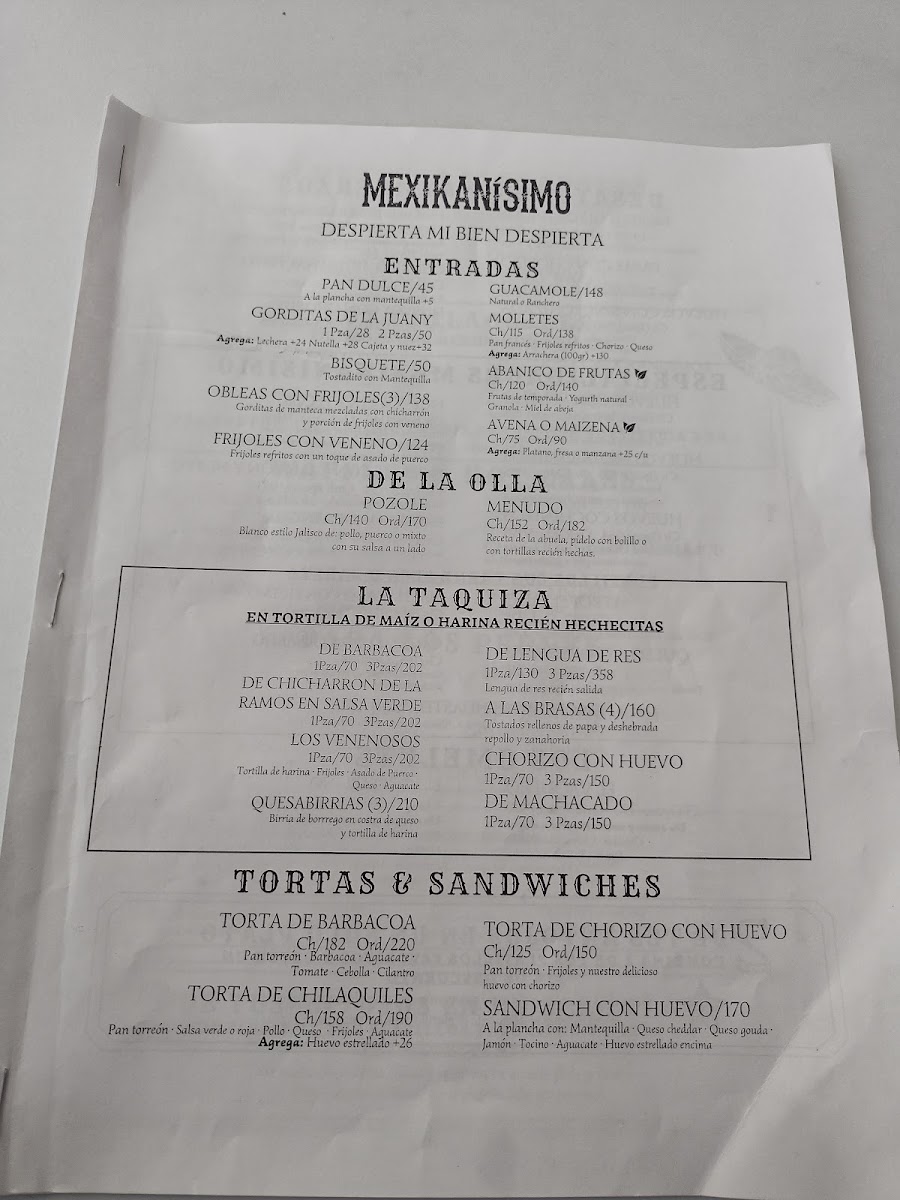 MEXIKANÍSIMO
DESPIERTA MI BIEN DESPIERTA
ENTRADAS
PAN DULCE/45
A la plancha con mantequilla +5
GORDITAS DE LA JUANY
1 Pza/28 2 Pzas/50
Agrega: Lechera +24 Nutella +28 Cajeta y nuez+32
BISQUETE/50
Tostadito con Mantequilla
OBLEAS CON FRIJOLES(3)/138
Gorditas de manteca mezcladas con chicharrón
y porción de frijoles con veneno
FRIJOLES CON VENENO/124
Frijoles refritos con un toque de asado de puerco
GUACAMOLE/148
Natural o Ranchero
MOLLETES
Ch/115 Ord/138
Pan francés · Frijoles refritos · Chorizo · Queso
Agrega: Arrachera (100gr) +130
ABANICO DE FRUTAS
Ch/120 Ord/140
Frutas de temporada · Yogurth natural ·
Granola · Miel de abeja
AVENA O MAIZENA
Ch/75 Ord/90
Agrega: Platano, fresa o manzana +25 c/u
DE LA OLLA
POZOLE
Ch/140 Ord/170
Blanco estilo Jalisco de: pollo, puerco o mixto
con su salsa a un lado
MENUDO
Ch/152 Ord/182
Receta de la abuela, pídelo con bolillo o
con tortillas recién hechas.
LA TAQUIZA
EN TORTILLA DE MAÍZ O HARINA RECIÉN HECHECITAS
DE BARBACOA
1Pza/70 3Pzas/202
DE CHICHARRON DE LA
RAMOS EN SALSA VERDE
1Pza/70 3Pzas/202
LOS VENENOSOS
1Pza/70 3Pzas/202
Tortilla de harina · Frijoles · Asado de Puerco ·
Queso · Aguacate
QUESABIRRIAS (3)/210
Birria de borrrego en costra de queso
y tortilla de harina
DE LENGUA DE RES
1Pza/130 3 Pzas/358
Lengua de res recién salida
A LAS BRASAS (4)/160
Tostados rellenos de papa y deshebrada
repollo y zanahoria
CHORIZO CON HUEVO
1Pza/70 3 Pzas/150
DE MACHACADO
1Pza/70 3 Pzas/150
TORTAS & SANDWICHES
TORTA DE BARBACOA
Ch/182 Ord/220
Pan torreón · Barbacoa · Aguacate ·
Tomate · Cebolla · Cilantro
TORTA DE CHILAQUILES
Ch/158 Ord/190
Pan torreón · Salsa verde o roja · Pollo · Queso · Frijoles · Aguacate
Agrega: Huevo estrellado +26
TORTA DE CHORIZO CON HUEVO
Ch/125 Ord/150
Pan torreón · Frijoles y nuestro delicioso
huevo con chorizo
SANDWICH CON HUEVO/170
A la plancha con: Mantequilla · Queso cheddar · Queso gouda ·
Jamón · Tocino · Aguacate · Huevo estrellado encima